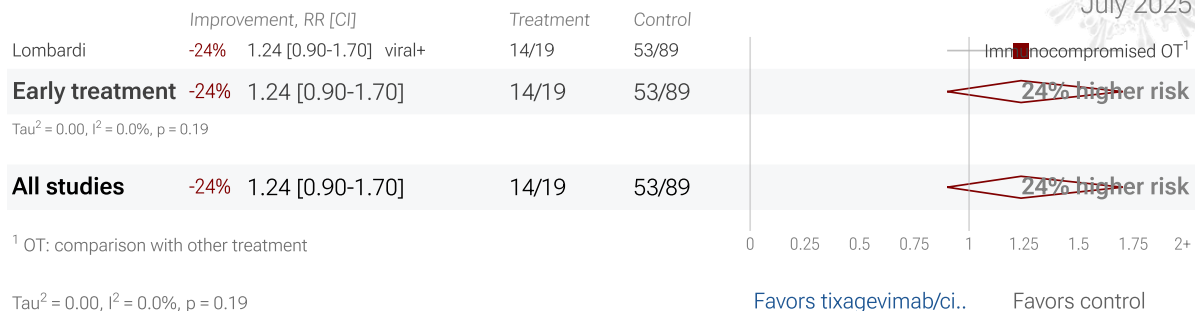 July 2025
Improvement, RR [CI] Treatment Control
Lombardi -24% 1.24 [0.90-1.70] viral+ 14/19 53/89 Immunocompromised OT¹
Early treatment -24% 1.24 [0.90-1.70] 14/19 53/89 24% higher risk
Tau² = 0.00, I² = 0.0%, p = 0.19
All studies -24% 1.24 [0.90-1.70] 14/19 53/89 24% higher risk
¹ OT: comparison with other treatment
0 0.25 0.5 0.75 1 1.25 1.5 1.75 2+
Tau² = 0.00, I² = 0.0%, p = 0.19 Favors tixagevimab/ci.. Favors control